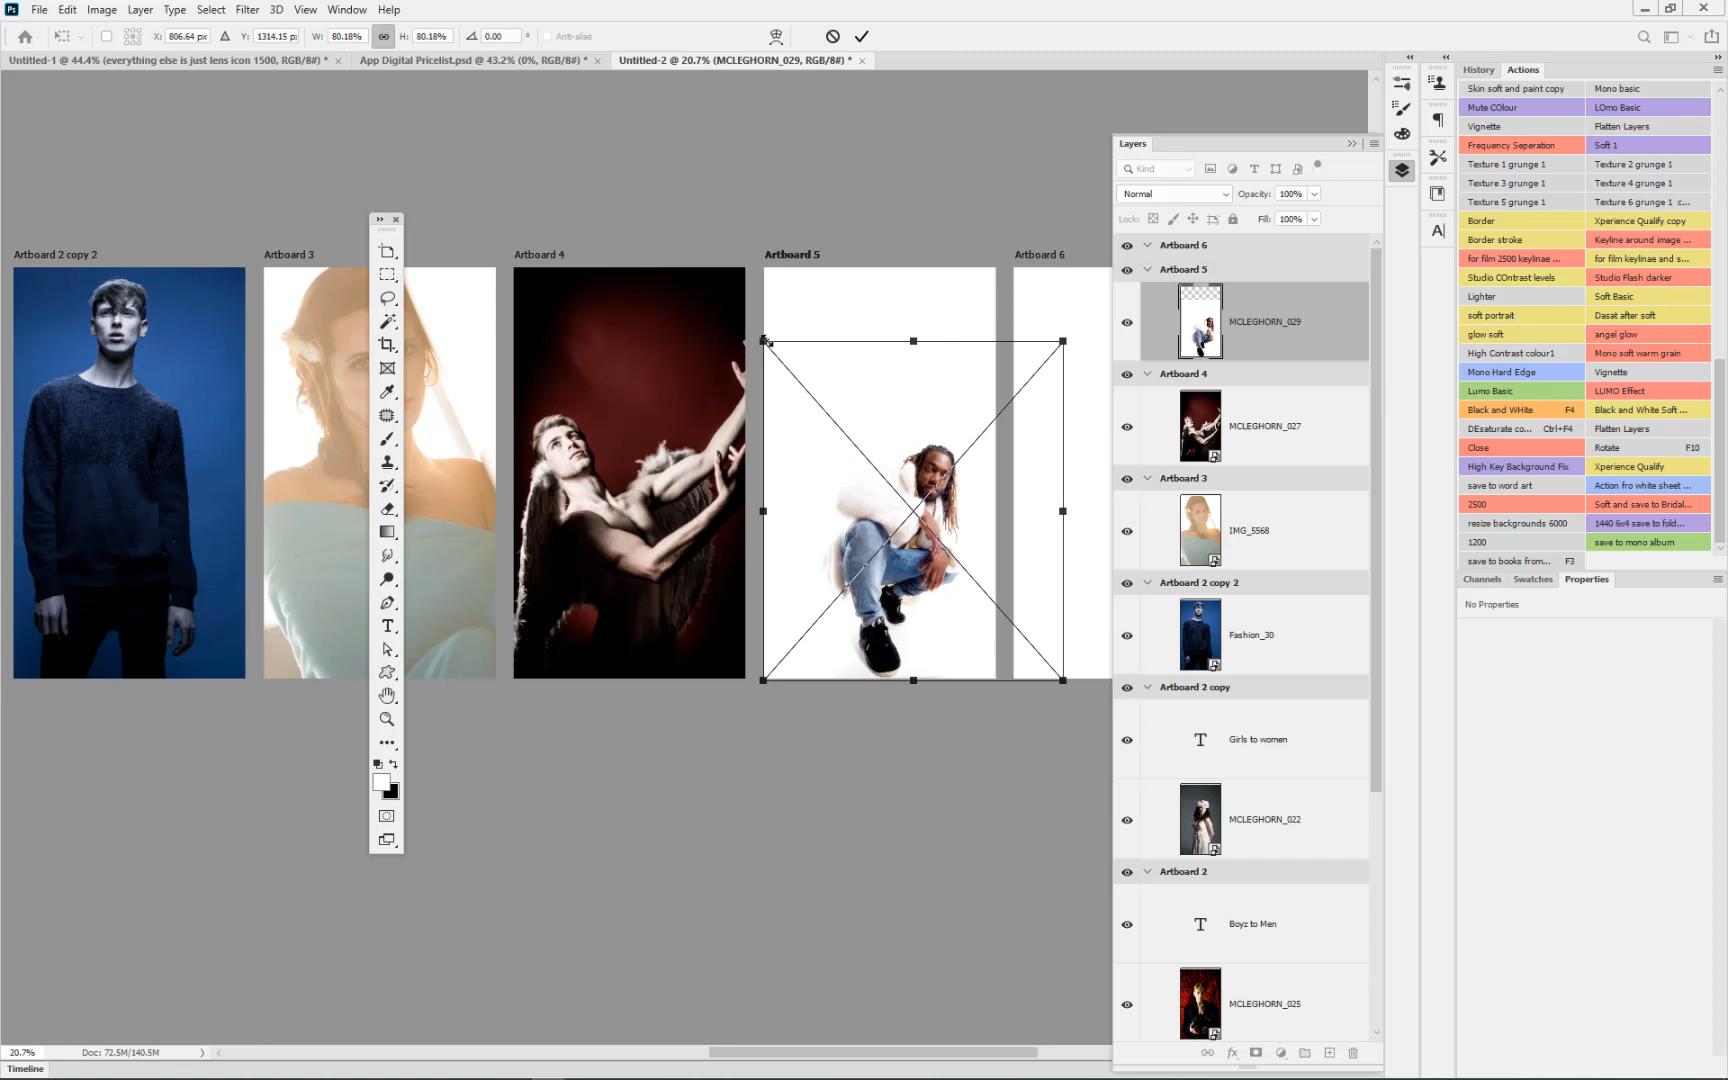 Ps File Edit Image Layer Type Select Filter 3D View Window Help
X: 806.64 px Y: 1314.15 p: W: 80.18% H: 80.18% 0.00 ° Anti-alias
Untitled-1 @ 44.4% (everything else is just lens icon 1500, RGB/8#) * × App Digital Pricelist.psd @ 43.2% (0%, RGB/8#) * × Untitled-2 @ 20.7% (MCLEGHORN_029, RGB/8#) * ×
Artboard 2 copy 2 Artboard 3 Artboard 4 Artboard 5 Artboard 6
Layers
Kind
Normal Opacity: 100%
Lock: Fill: 100%
Artboard 6
Artboard 5
MCLEGHORN_029
Artboard 4
MCLEGHORN_027
Artboard 3
IMG_5568
Artboard 2 copy 2
Fashion_30
Artboard 2 copy
T Girls to women
MCLEGHORN_022
Artboard 2
T Boyz to Men
MCLEGHORN_025
fx
History Actions
Skin soft and paint copy Mono basic
Mute COlour LOmo Basic
Vignette Flatten Layers
Frequency Seperation Soft 1
Texture 1 grunge 1 Texture 2 grunge 1
Texture 3 grunge 1 Texture 4 grunge 1
Texture 5 grunge 1 Texture 6 grunge 1 c...
Border Xperience Qualify copy
Border stroke Keyline around image ...
for film 2500 keylinae ... for film keylinae and s...
Studio COntrast levels Studio Flash darker
Lighter Soft Basic
soft portrait Dasat after soft
glow soft angel glow
High Contrast colour1 Mono soft warm grain
Mono Hard Edge Vignette
Lumo Basic LUMO Effect
Black and WHite F4 Black and White Soft ...
DEsaturate co... Ctrl+F4 Flatten Layers
Close Rotate F10
High Key Background Fix Xperience Qualify
save to word art Action fro white sheet ...
2500 Soft and save to Bridal...
resize backgrounds 6000 1440 6x4 save to fold...
1200 save to mono album
save to books from... F3
Channels Swatches Properties
No Properties
20.7% Doc: 72.5M/140.5M
Timeline